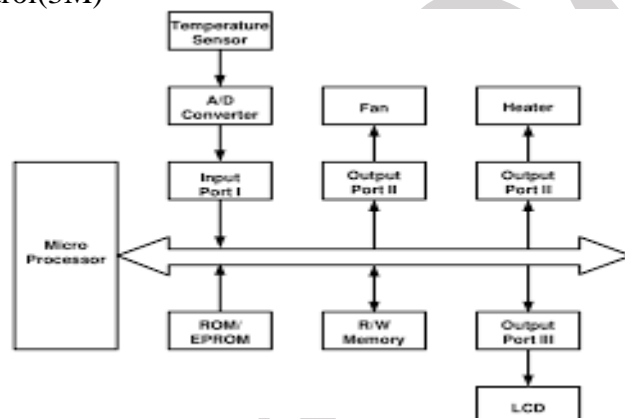 rol(5M)
Temperature
Sensor
A/D
Converter
Fan
Heater
Input
Port I
Output
Port II
Output
Port II
Micro
Processor
ROM/
EPROM
R/W
Memory
Output
Port III
LCD